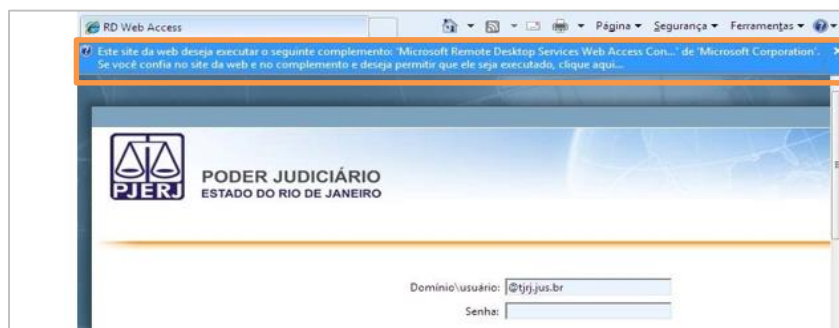 RD Web Access
Página Segurança Ferramentas
Este site da web deseja executar o seguinte complemento: 'Microsoft Remote Desktop Services Web Access Con...' de 'Microsoft Corporation'.
Se você confia no site da web e no complemento e deseja permitir que ele seja executado, clique aqui...
PJERJ
PODER JUDICIÁRIO
ESTADO DO RIO DE JANEIRO
Domínio\usuário: @tjrj.jus.br
Senha: